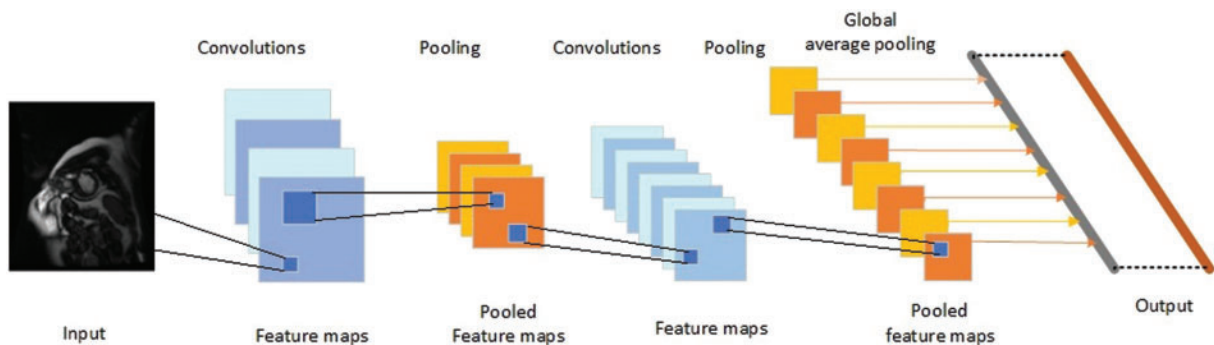 Global
average pooling
Convolutions
Pooling
Convolutions
Pooling
Input
Feature maps
Pooled
Feature maps
Feature maps
Pooled
feature maps
Output